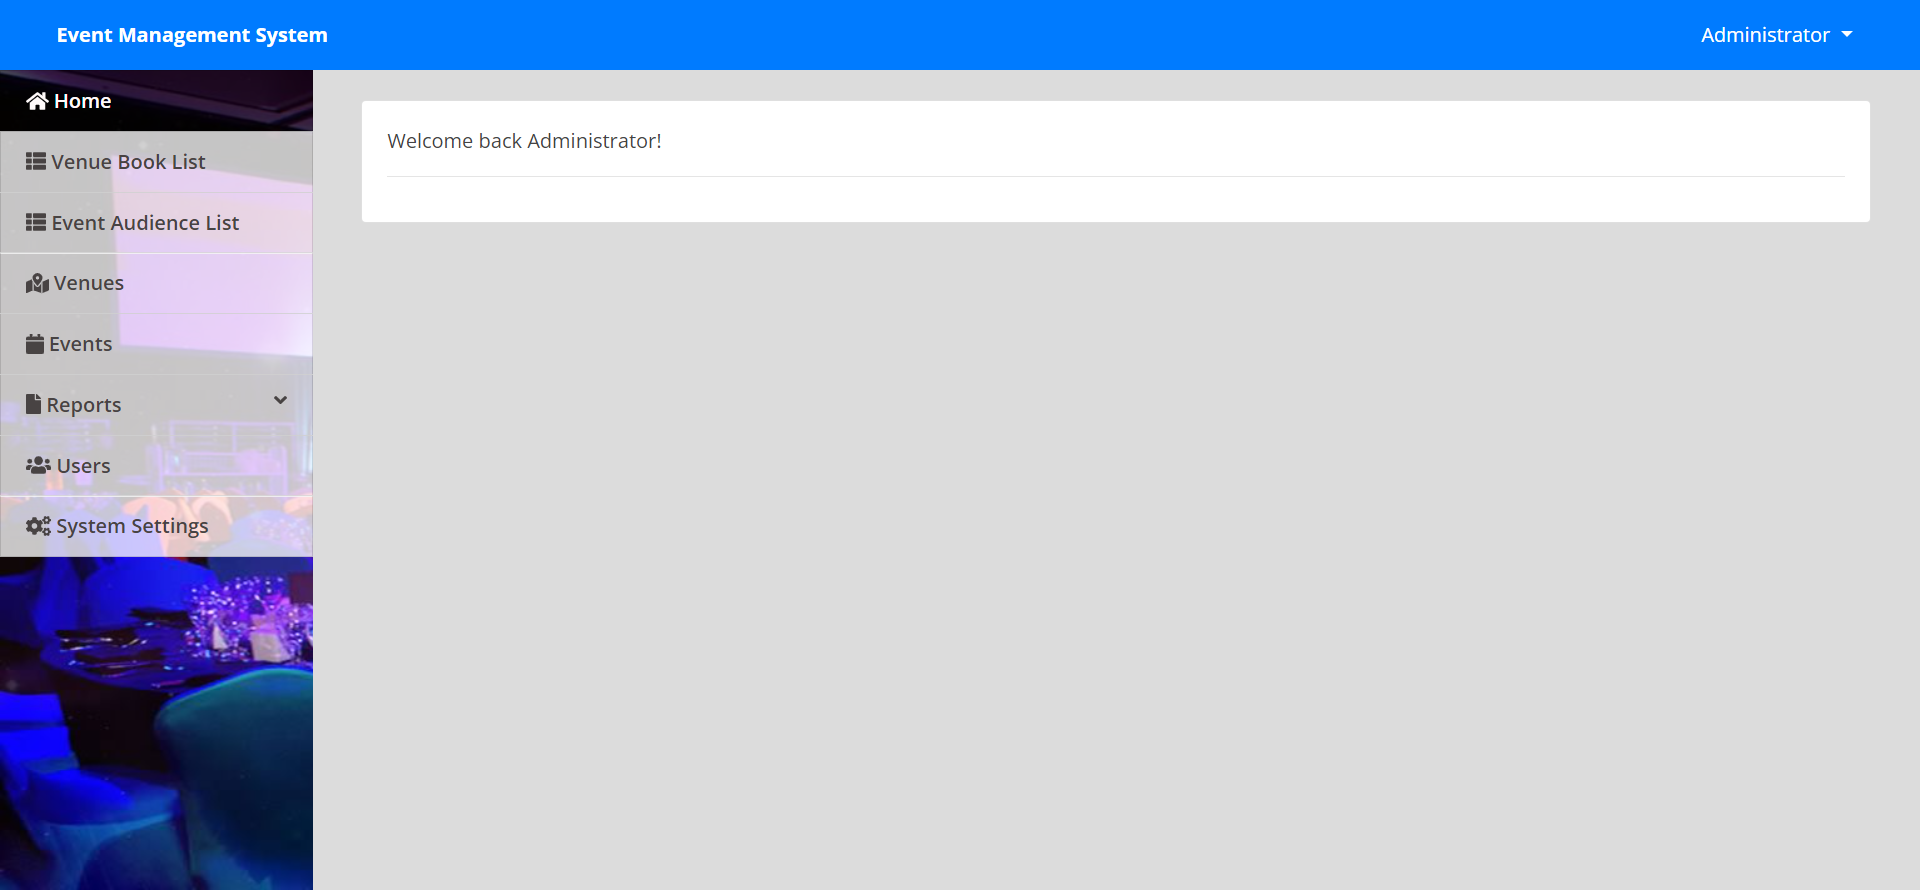 Event Management System
Administrator
Home
Venue Book List
Event Audience List
Venues
Events
Reports
Users
System Settings
Welcome back Administrator!